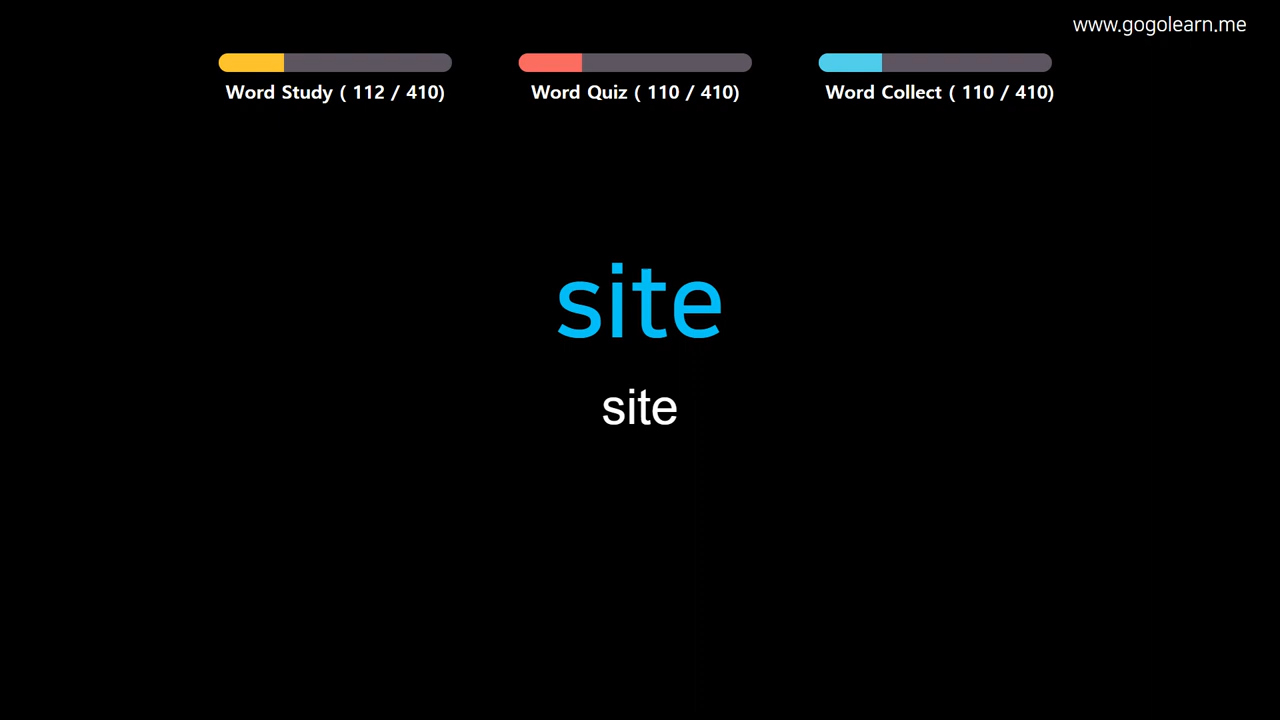 www.gogolearn.me
Word Study ( 112 / 410)
Word Quiz ( 110 / 410)
Word Collect ( 110 / 410)
site
site